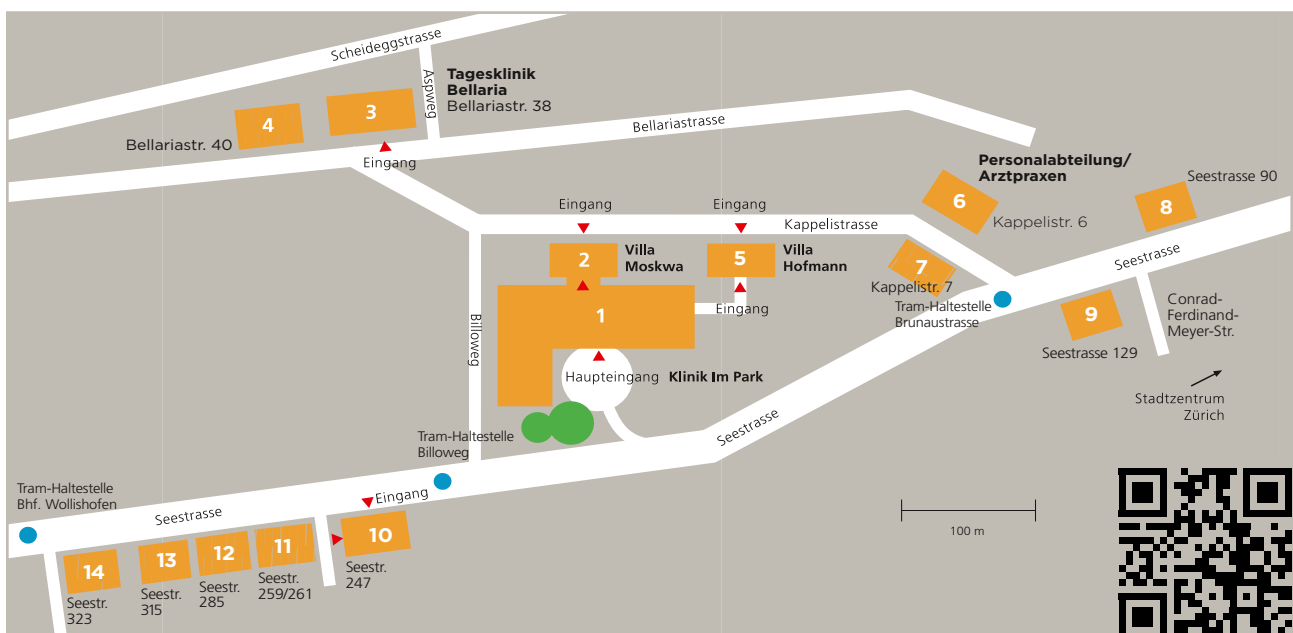 Scheideggstrasse
Aspweg
Tagesklinik
Bellaria
Bellariastr. 38
3
4
Bellariastr. 40
Bellariastrasse
Eingang
Personalabteilung/
Arztpraxen
6
Kappelistr. 6
Seestrasse 90
8
Eingang
Eingang
Kappelistrasse
2
Villa
Moskwa
5
Villa
Hofmann
7
Kappelistr. 7
Seestrasse
Tram-Haltestelle
Brunaustrasse
Eingang
1
9
Seestrasse 129
Conrad-
Ferdinand-
Meyer-Str.
Billoweg
Haupteingang
Klinik Im Park
Stadtzentrum
Zürich
Seestrasse
Tram-Haltestelle
Billoweg
Tram-Haltestelle
Bhf. Wollishofen
Seestrasse
Eingang
100 m
10
Seestr.
247
11
Seestr.
259/261
12
Seestr.
285
13
Seestr.
315
14
Seestr.
323